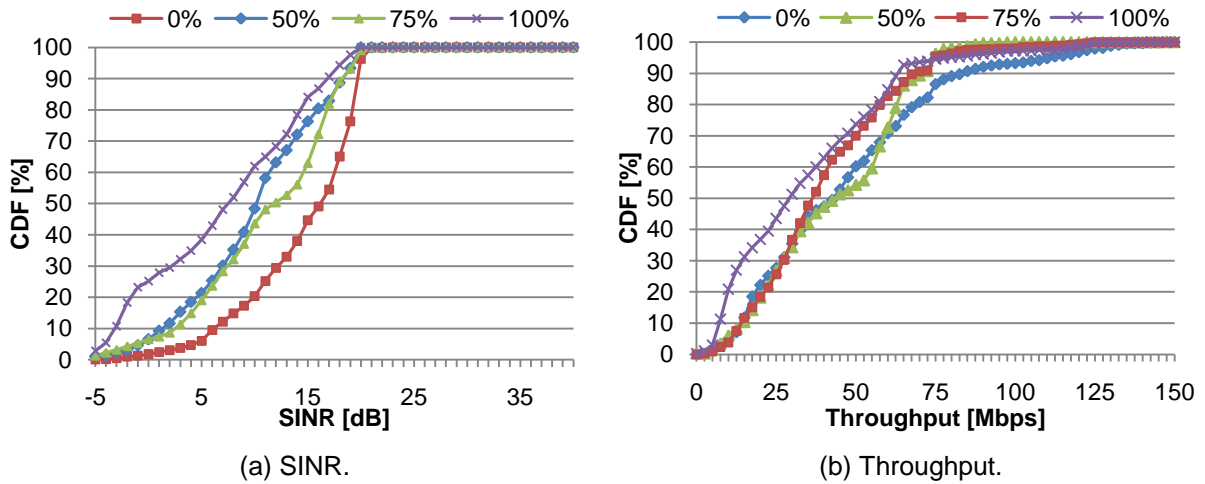 0% 50% 75% 100%
100
90
80
70
60
50
40
30
20
10
0
CDF [%]
-5 5 15 25 35
SINR [dB]
(a) SINR.
0% 50% 75% 100%
100
90
80
70
60
50
40
30
20
10
0
CDF [%]
0 25 50 75 100 125 150
Throughput [Mbps]
(b) Throughput.